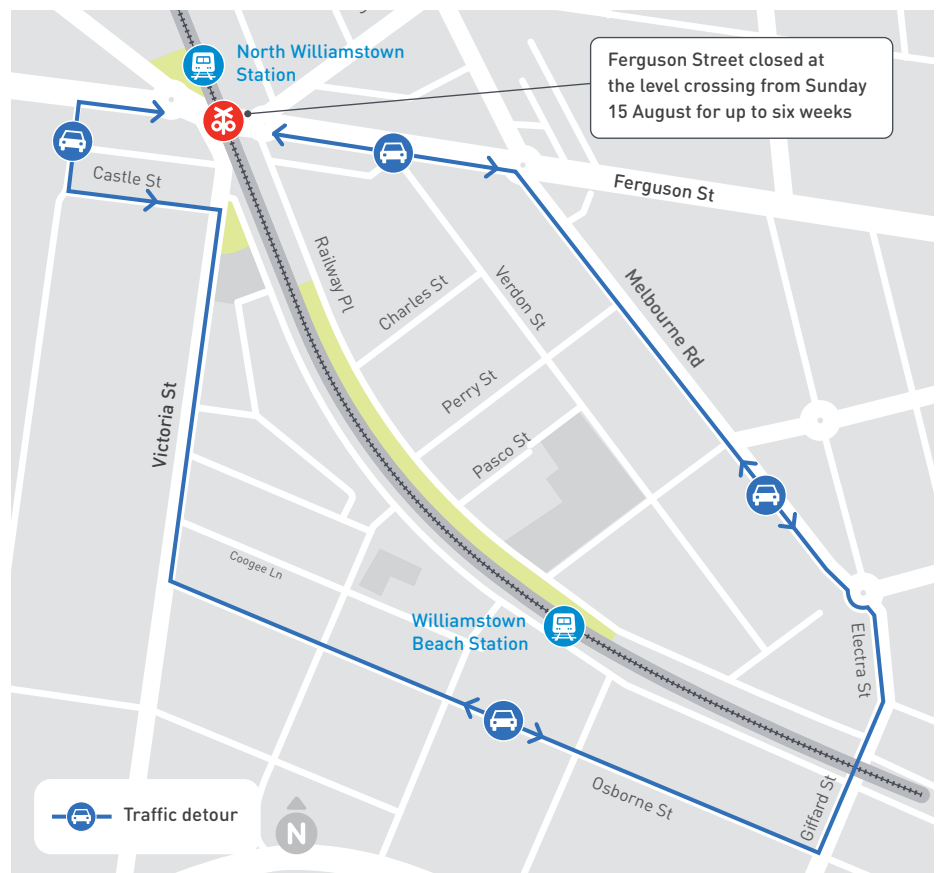 North Williamstown
Station
Ferguson Street closed at
the level crossing from Sunday
15 August for up to six weeks
Castle St
Ferguson St
Railway Pl
Charles St
Verdon St
Melbourne Rd
Perry St
Victoria St
Pasco St
Coogee Ln
Williamstown
Beach Station
Electra St
Osborne St
Giffard St
Traffic detour
N